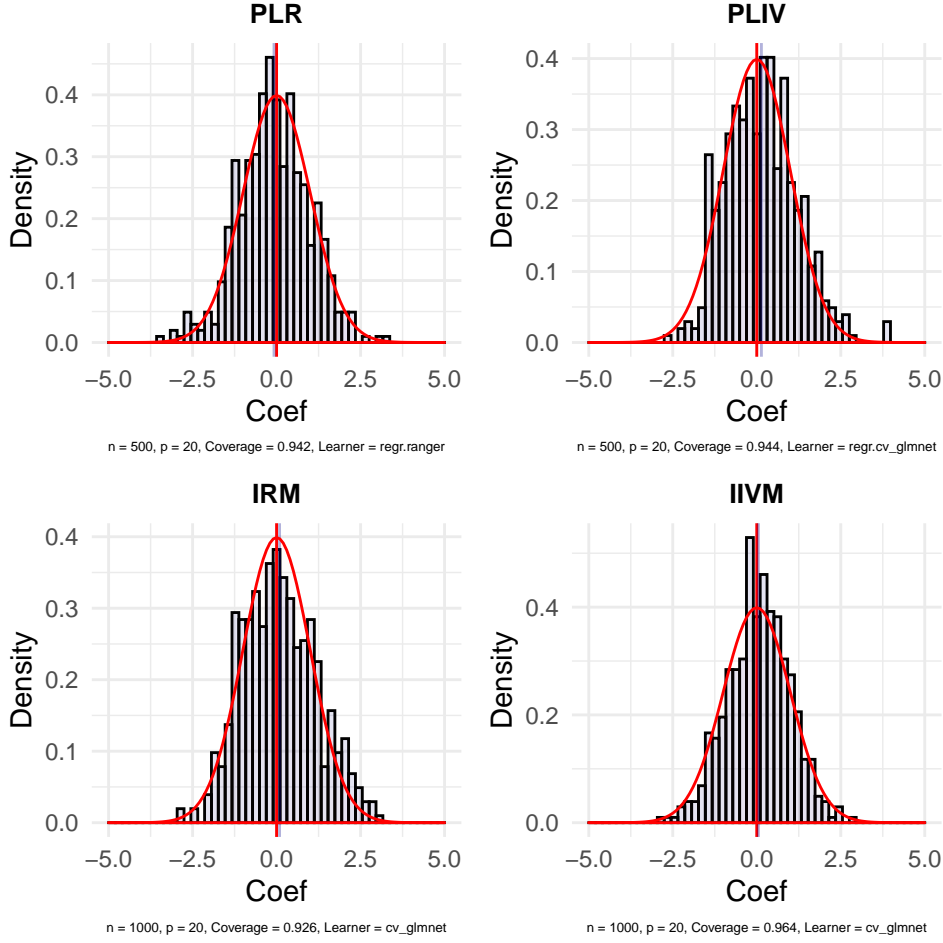 PLR
PLIV
Density
0.4
0.3
0.2
0.1
0.0
−5.0 −2.5 0.0 2.5 5.0
Coef
n = 500, p = 20, Coverage = 0.942, Learner = regr.ranger
Density
0.4
0.3
0.2
0.1
0.0
−5.0 −2.5 0.0 2.5 5.0
Coef
n = 500, p = 20, Coverage = 0.944, Learner = regr.cv_glmnet
IRM
IIVM
Density
0.4
0.3
0.2
0.1
0.0
−5.0 −2.5 0.0 2.5 5.0
Coef
n = 1000, p = 20, Coverage = 0.926, Learner = cv_glmnet
Density
0.4
0.2
0.0
−5.0 −2.5 0.0 2.5 5.0
Coef
n = 1000, p = 20, Coverage = 0.964, Learner = cv_glmnet